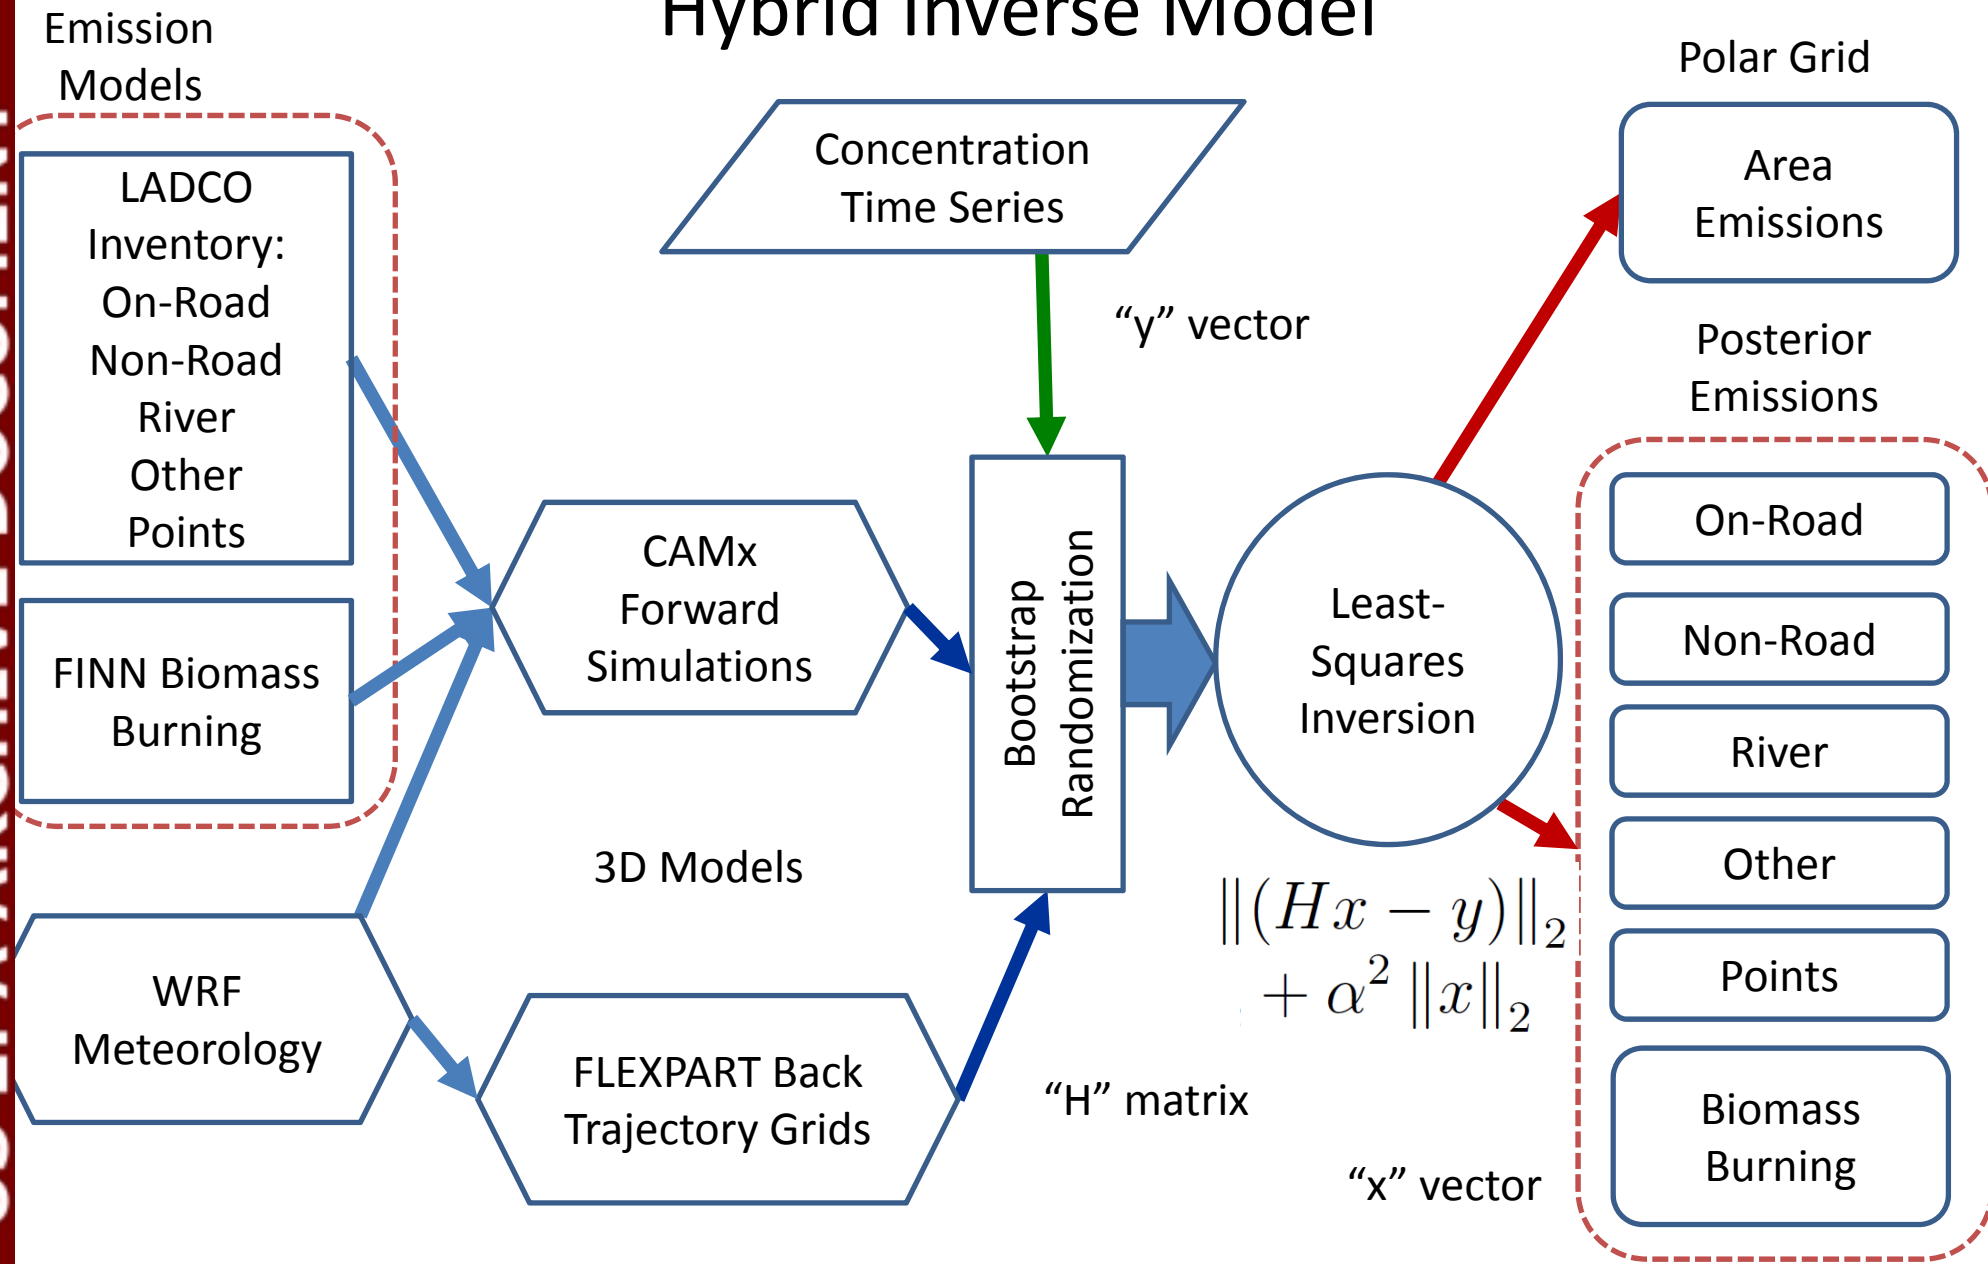 Hybrid Inverse Model
Emission
Models
LADCO
Inventory:
On-Road
Non-Road
River
Other
Points
FINN Biomass
Burning
WRF
Meteorology
Concentration
Time Series
"y" vector
CAMx
Forward
Simulations
3D Models
FLEXPART Back
Trajectory Grids
"H" matrix
Bootstrap
Randomization
Least-
Squares
Inversion
‖(Hx − y)‖₂
+ α² ‖x‖₂
"x" vector
Polar Grid
Area
Emissions
Posterior
Emissions
On-Road
Non-Road
River
Other
Points
Biomass
Burning